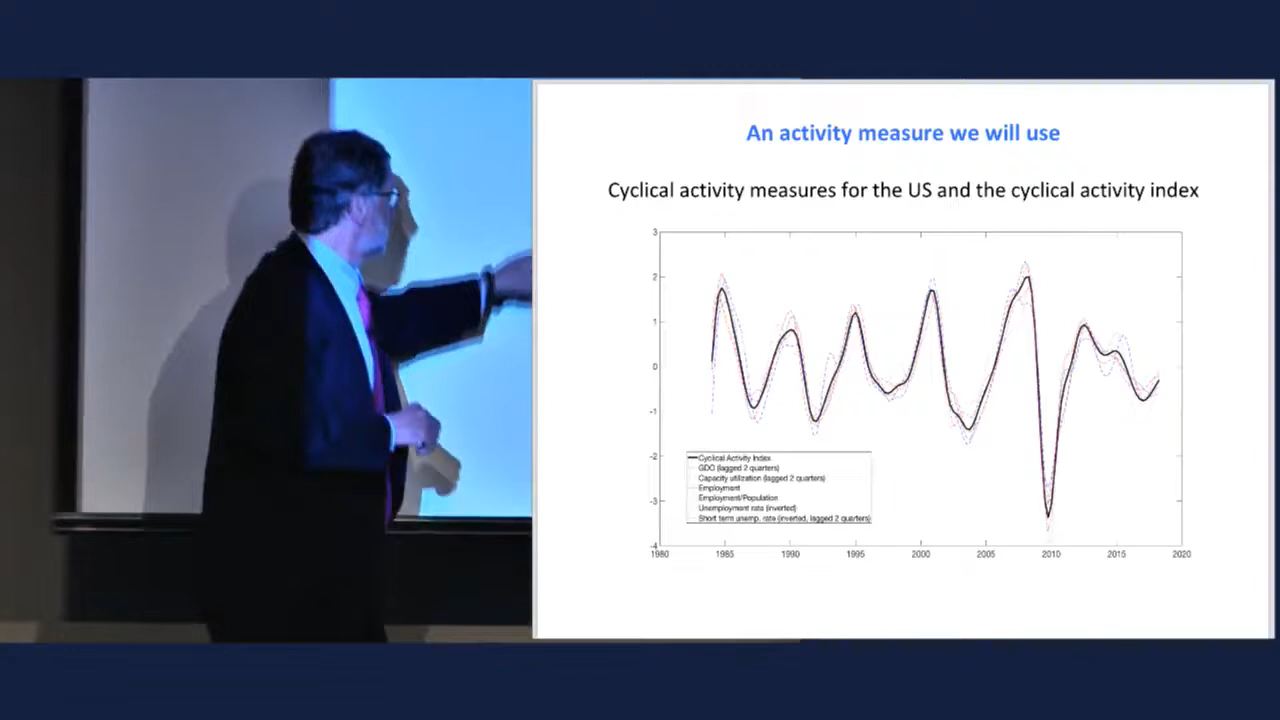 An activity measure we will use
Cyclical activity measures for the US and the cyclical activity index
3
2
1
0
-1
-2
-3
-4
Cyclical Activity Index
GDO (lagged 2 quarters)
Capacity utilization (lagged 2 quarters)
Employment
Employment/Population
Unemployment rate (inverted)
Short term unemp. rate (inverted, lagged 2 quarters)
1980 1985 1990 1995 2000 2005 2010 2015 2020